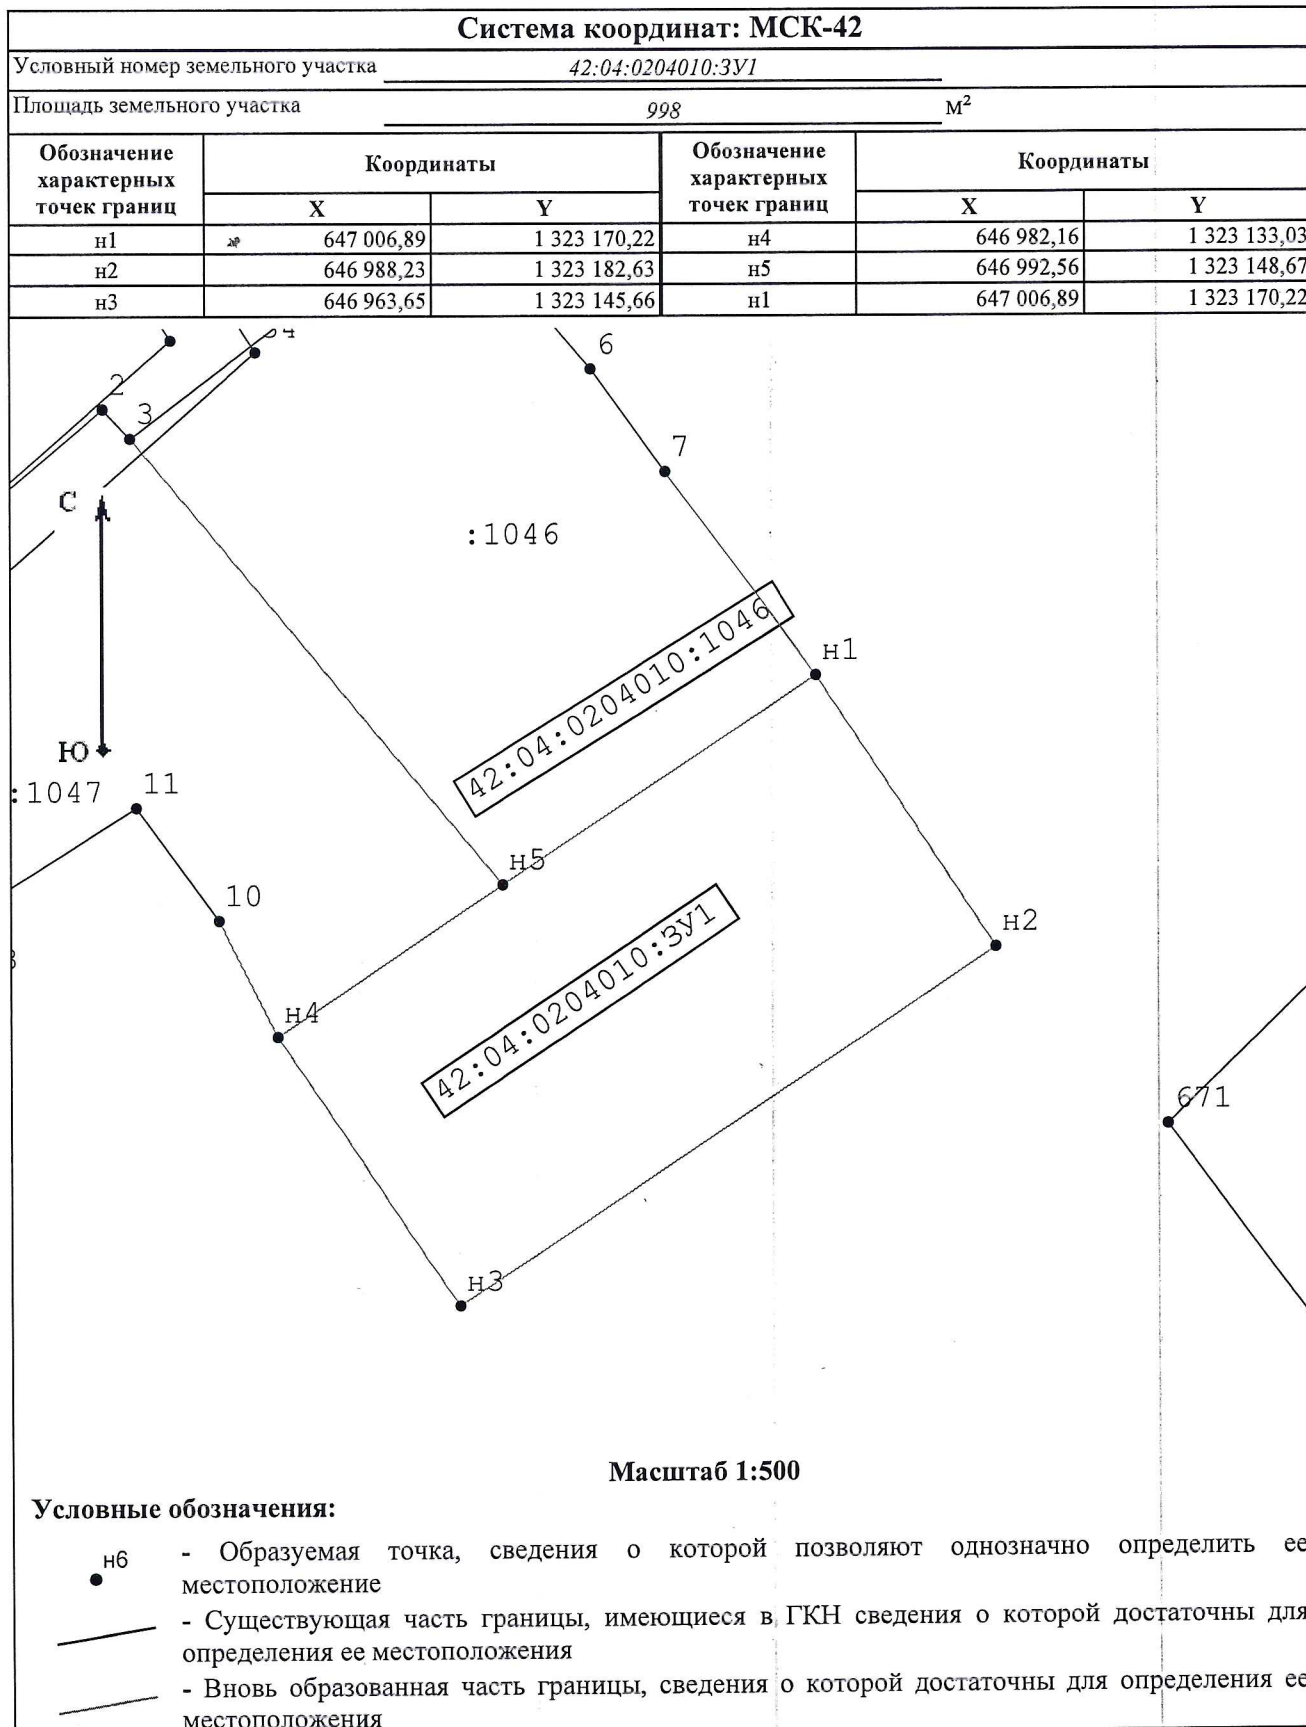 Система координат: МСК-42
Условный номер земельного участка 42:04:0204010:ЗУ1
Площадь земельного участка 998 м²
Обозначение характерных точек границ Координаты Обозначение характерных точек границ Координаты
X Y X Y
н1 647 006,89 1 323 170,22 н4 646 982,16 1 323 133,03
н2 646 988,23 1 323 182,63 н5 646 992,56 1 323 148,67
н3 646 963,65 1 323 145,66 н1 647 006,89 1 323 170,22
6
2
3
7
С
:1046
42:04:0204010:1046
н1
Ю
:1047
11
н5
10
н2
42:04:0204010:ЗУ1
н4
671
н3
Масштаб 1:500
Условные обозначения:
н6 - Образуемая точка, сведения о которой позволяют однозначно определить ее
местоположение
- Существующая часть границы, имеющиеся в ГКН сведения о которой достаточны для
определения ее местоположения
- Вновь образованная часть границы, сведения о которой достаточны для определения ее
местоположения